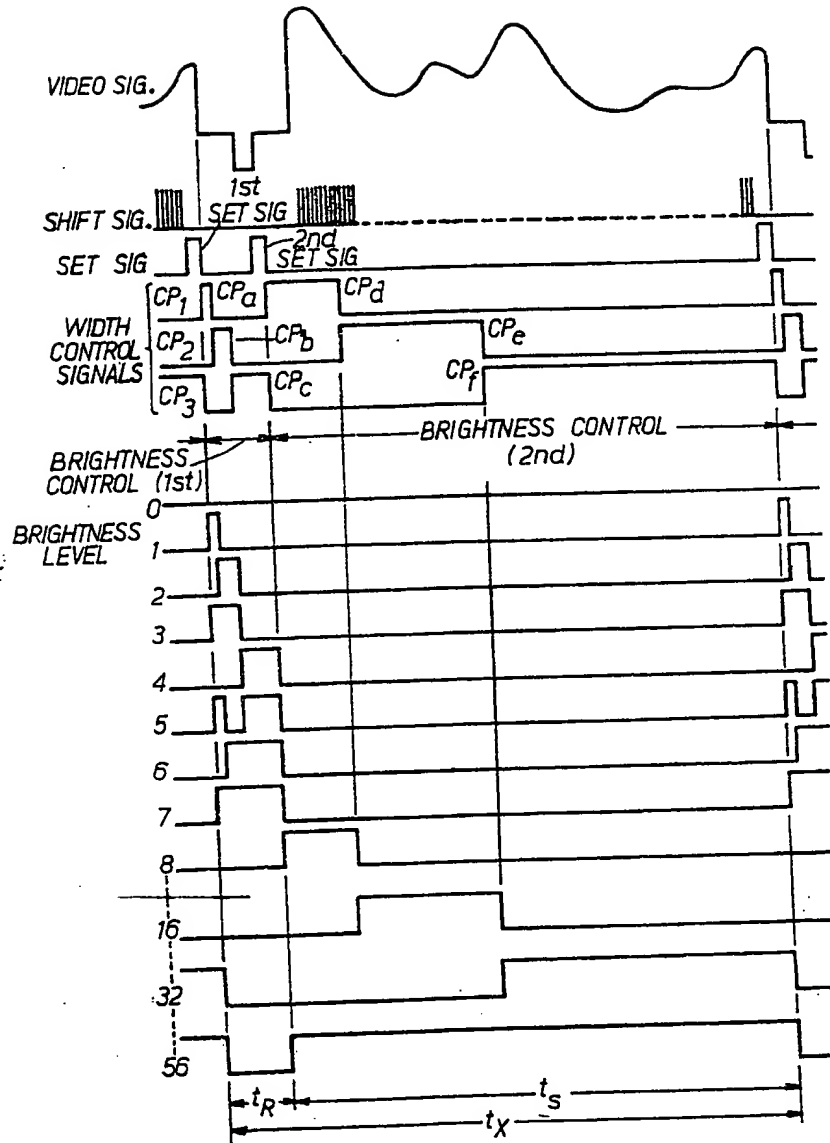 VIDEO SIG.
1st
SET SIG
SHIFT SIG.
2nd
SET SIG
SET SIG
CP1 CPa CPd
WIDTH
CONTROL
SIGNALS
CP2 CPb CPe
CP3 CPc CPf
BRIGHTNESS CONTROL
(2nd)
BRIGHTNESS
CONTROL (1st)
BRIGHTNESS
LEVEL
0
1
2
3
4
5
6
7
8
16
32
56
tR
tS
tX